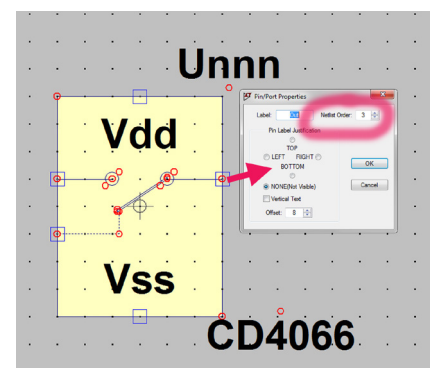 Unnn
Vdd
Vss
CD4066
Pin/Port Properties
Label: Out Netlist Order: 3
Pin Label Justification
TOP
LEFT RIGHT
BOTTOM
NONE(Not Visible)
Vertical Text
Offset: 8
OK
Cancel